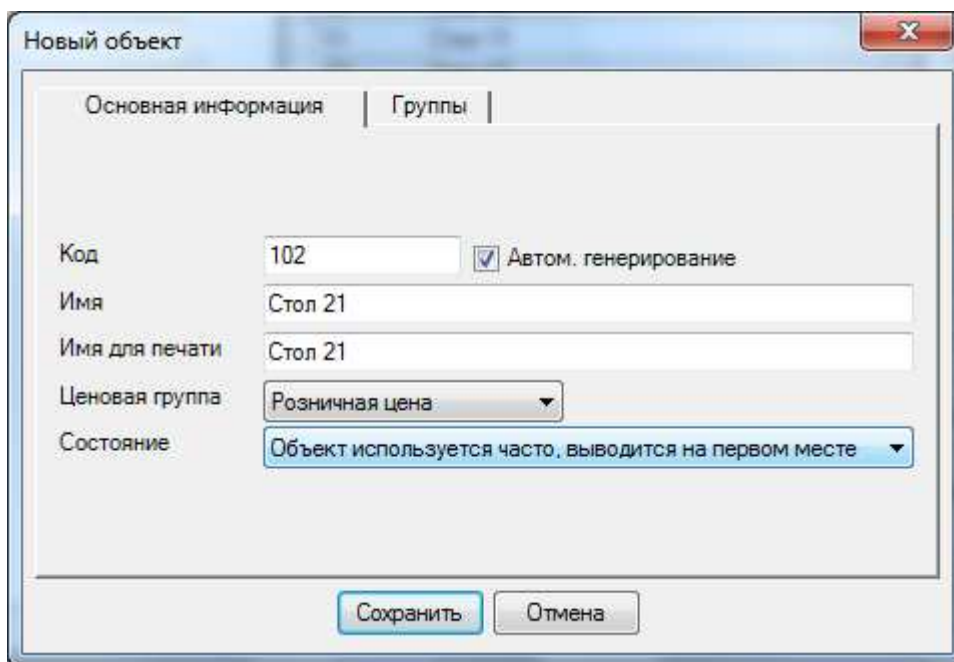 Новый объект
Основная информация Группы
Код 102 Автом. генерирование
Имя Стол 21
Имя для печати Стол 21
Ценовая группа Розничная цена
Состояние Объект используется часто, выводится на первом месте
Сохранить Отмена